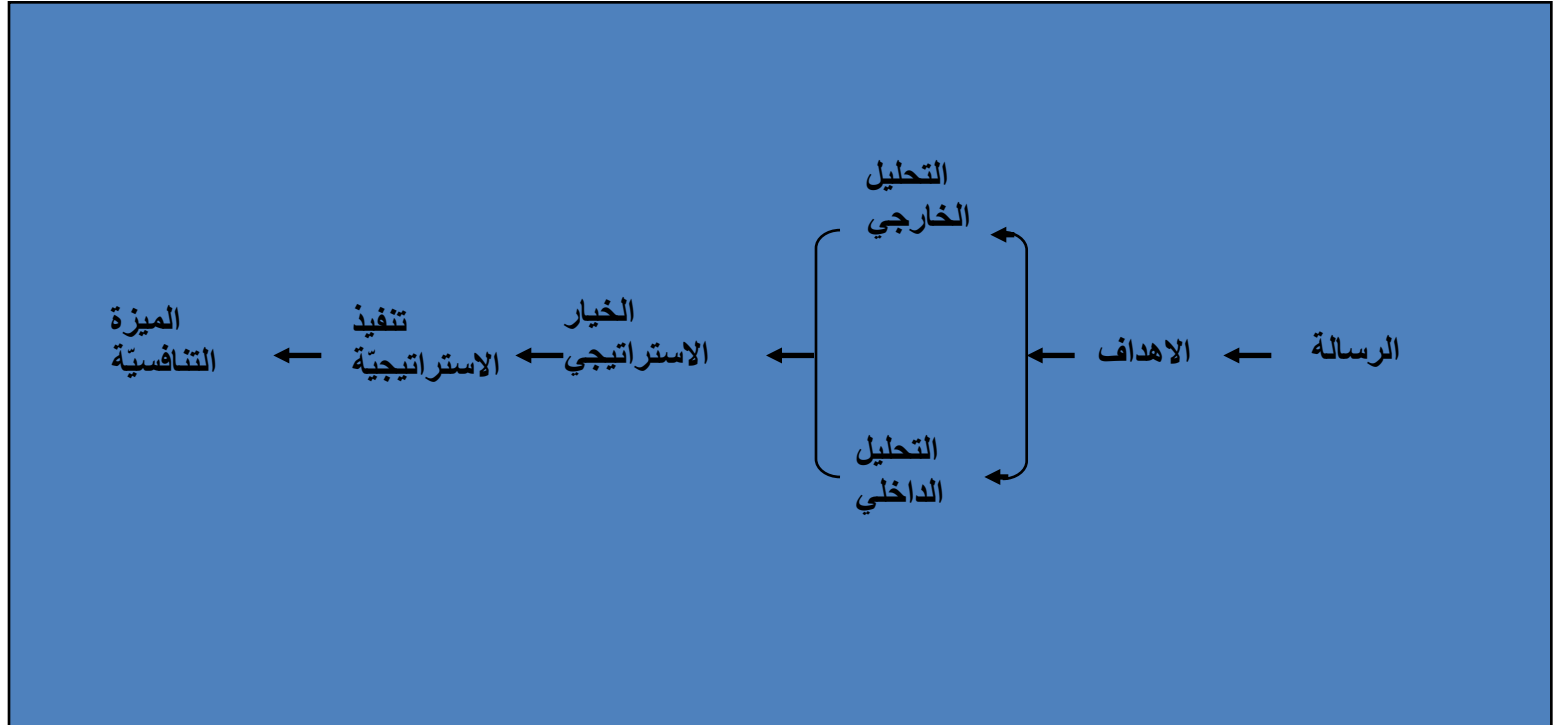 الرسالة
الاهداف
التحليل
الخارجي
التحليل
الداخلي
الخيار
الاستراتيجي
تنفيذ
الاستراتيجيّة
الميزة
التنافسيّة